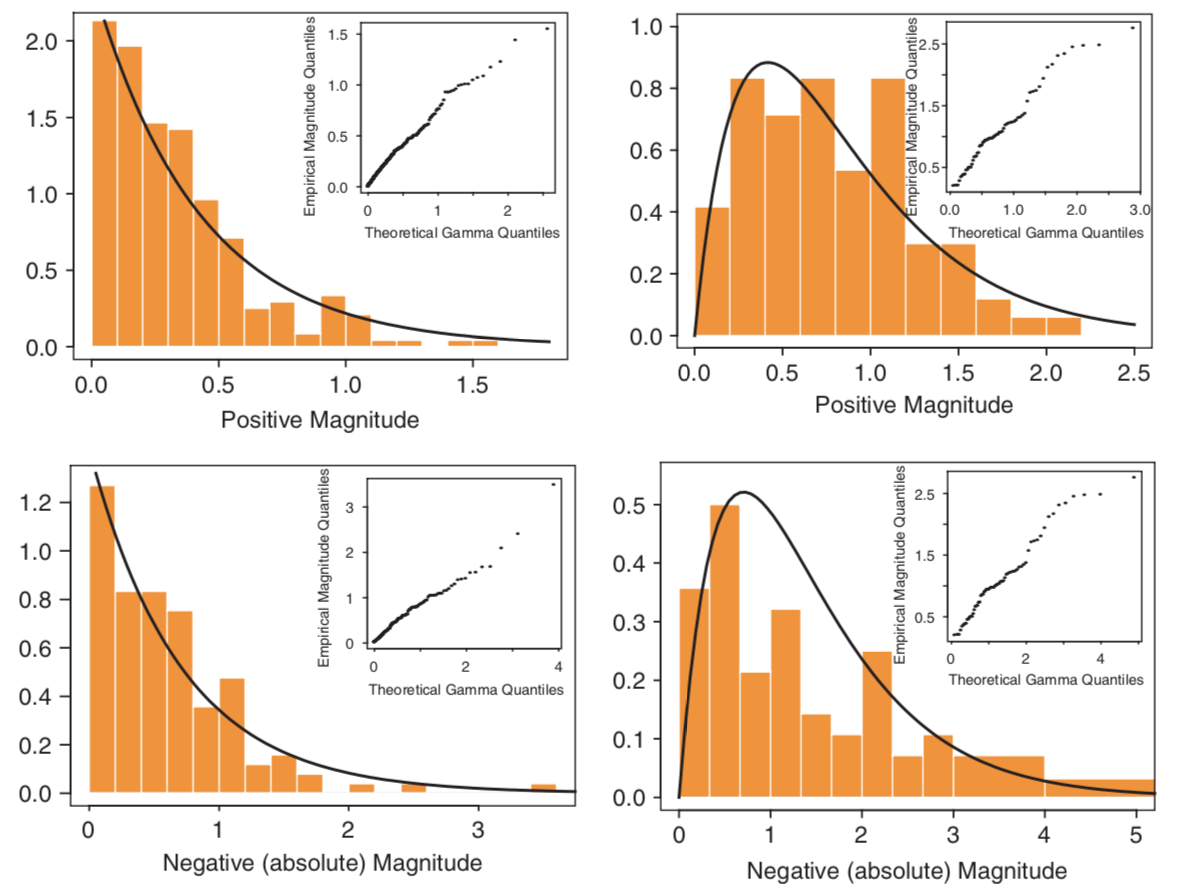 2.0
1.5
1.0
0.5
0.0
0.0 0.5 1.0 1.5
Positive Magnitude
Empirical Magnitude Quantiles
1.5
1.0
0.5
0.0
0 1 2
Theoretical Gamma Quantiles
1.0
0.8
0.6
0.4
0.2
0.0
0.0 0.5 1.0 1.5 2.0 2.5
Positive Magnitude
Empirical Magnitude Quantiles
2.5
1.5
0.5
0.0 1.0 2.0 3.0
Theoretical Gamma Quantiles
1.2
1.0
0.8
0.6
0.4
0.2
0.0
0 1 2 3
Negative (absolute) Magnitude
Empirical Magnitude Quantiles
3
2
1
0
0 2 4
Theoretical Gamma Quantiles
0.5
0.4
0.3
0.2
0.1
0.0
0 1 2 3 4 5
Negative (absolute) Magnitude
Empirical Magnitude Quantiles
2.5
1.5
0.5
0 2 4
Theoretical Gamma Quantiles